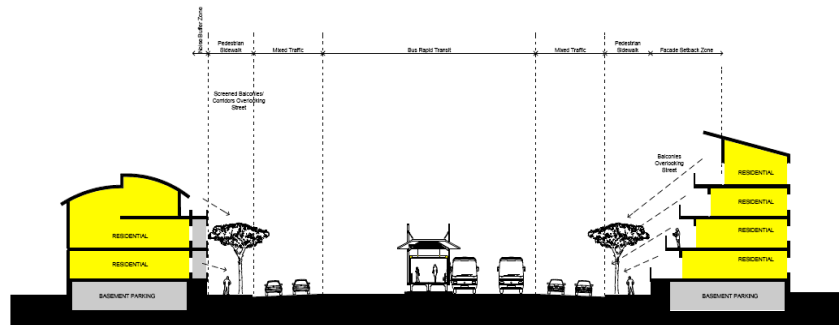 Noise Buffer Zone
Pedestrian
Sidewalk
Mixed Traffic
Bus Rapid Transit
Mixed Traffic
Pedestrian
Sidewalk
Facade Setback Zone
Screened Balconies/
Corridors Overlooking
Street
Balconies
Overlooking
Street
RESIDENTIAL
RESIDENTIAL
RESIDENTIAL
RESIDENTIAL
RESIDENTIAL
RESIDENTIAL
BASEMENT PARKING
BASEMENT PARKING